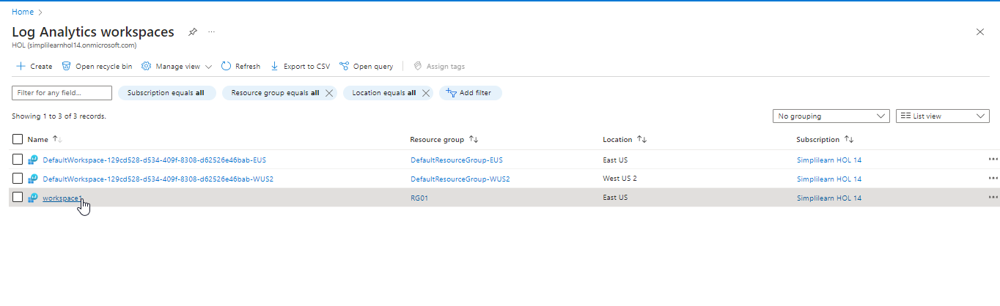 Home >
Log Analytics workspaces ...
HOL (simplilearnhol14.onmicrosoft.com)
Create Open recycle bin Manage view Refresh Export to CSV Open query Assign tags
Filter for any field... Subscription equals all Resource group equals all Location equals all Add filter
Showing 1 to 3 of 3 records. No grouping List view
Name Resource group Location Subscription
DefaultWorkspace-129cd528-d534-409f-8308-d62526e46bab-EUS DefaultResourceGroup-EUS East US Simplilearn HOL 14
DefaultWorkspace-129cd528-d534-409f-8308-d62526e46bab-WUS2 DefaultResourceGroup-WUS2 West US 2 Simplilearn HOL 14
workspace1 RG01 East US Simplilearn HOL 14